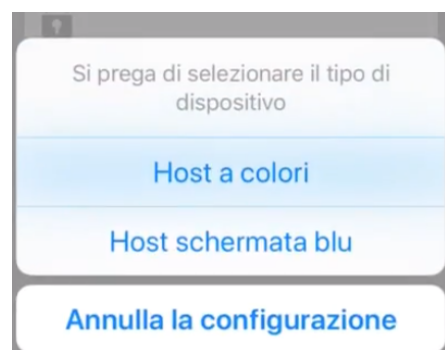 Si prega di selezionare il tipo di
dispositivo
Host a colori
Host schermata blu
Annulla la configurazione